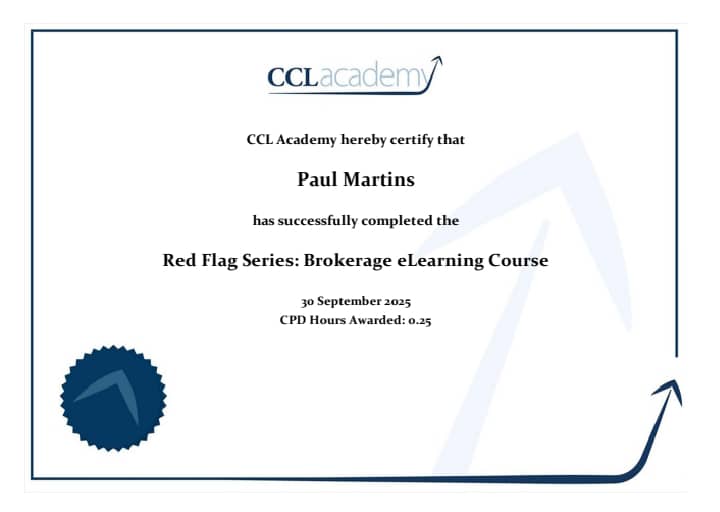 CCLacademy
CCL Academy hereby certify that
Paul Martins
has successfully completed the
Red Flag Series: Brokerage eLearning Course
30 September 2025
CPD Hours Awarded: 0.25